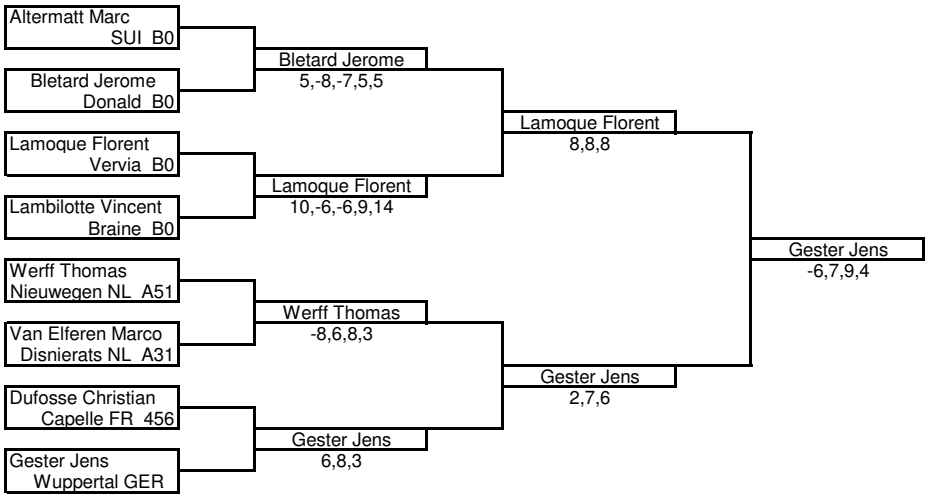 Altermatt Marc
SUI B0
Bletard Jerome
5,-8,-7,5,5
Bletard Jerome
Donald B0
Lamoque Florent
8,8,8
Lamoque Florent
Vervia B0
Lamoque Florent
10,-6,-6,9,14
Lambilotte Vincent
Braine B0
Gester Jens
-6,7,9,4
Werff Thomas
Nieuwegen NL A51
Werff Thomas
-8,6,8,3
Van Elferen Marco
Disnierats NL A31
Gester Jens
2,7,6
Dufosse Christian
Capelle FR 456
Gester Jens
6,8,3
Gester Jens
Wuppertal GER